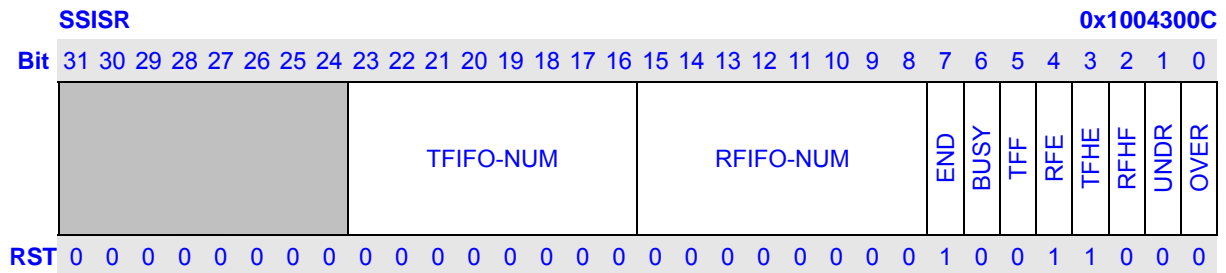 SSISR 0x1004300C
Bit 31 30 29 28 27 26 25 24 23 22 21 20 19 18 17 16 15 14 13 12 11 10 9 8 7 6 5 4 3 2 1 0
TFIFO-NUM RFIFO-NUM END BUSY TFF RFE TFHE RFHF UNDR OVER
RST 0 0 0 0 0 0 0 0 0 0 0 0 0 0 0 0 0 0 0 0 0 0 0 0 1 0 0 1 1 0 0 0